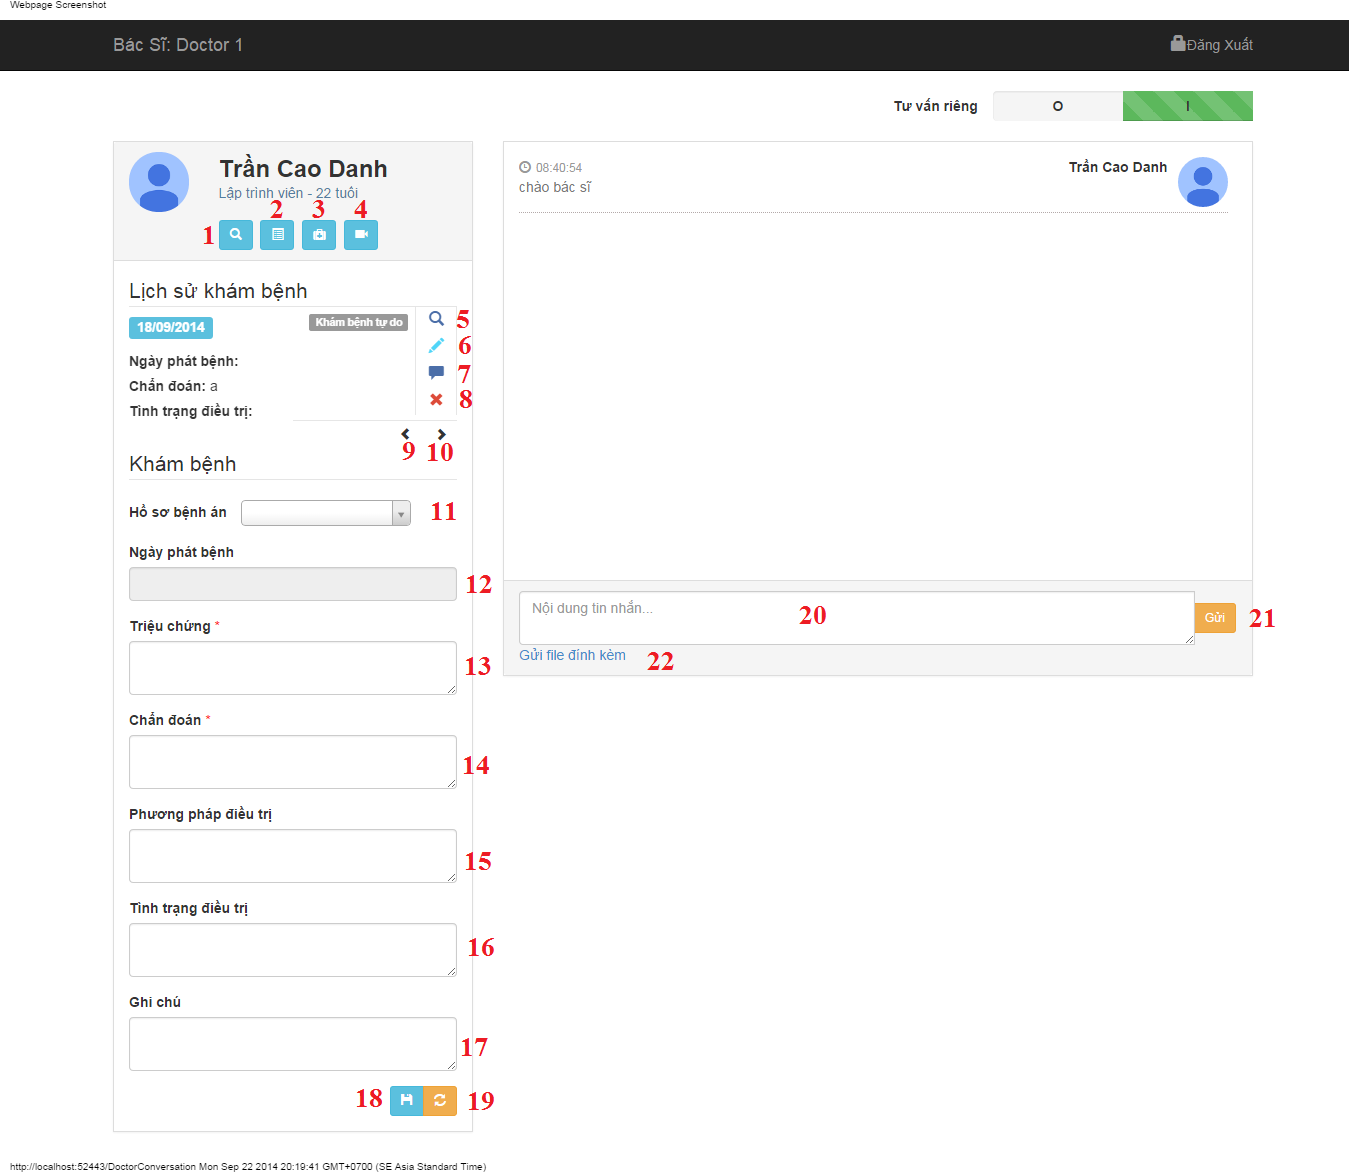 Webpage Screenshot
Bác Sĩ: Doctor 1
Đăng Xuất
Tư vấn riêng
O
I
Trần Cao Danh
Lập trình viên - 22 tuổi
1
2
3
4
Lịch sử khám bệnh
18/09/2014
Khám bệnh tự do
Ngày phát bệnh:
Chẩn đoán: a
Tình trạng điều trị:
5
6
7
8
9
10
Khám bệnh
Hồ sơ bệnh án
11
Ngày phát bệnh
12
Triệu chứng *
13
Chẩn đoán *
14
Phương pháp điều trị
15
Tình trạng điều trị
16
Ghi chú
17
18
19
08:40:54
Trần Cao Danh
chào bác sĩ
Nội dung tin nhắn...
20
Gửi
21
Gửi file đính kèm
22
http://localhost:52443/DoctorConversation Mon Sep 22 2014 20:19:41 GMT+0700 (SE Asia Standard Time)